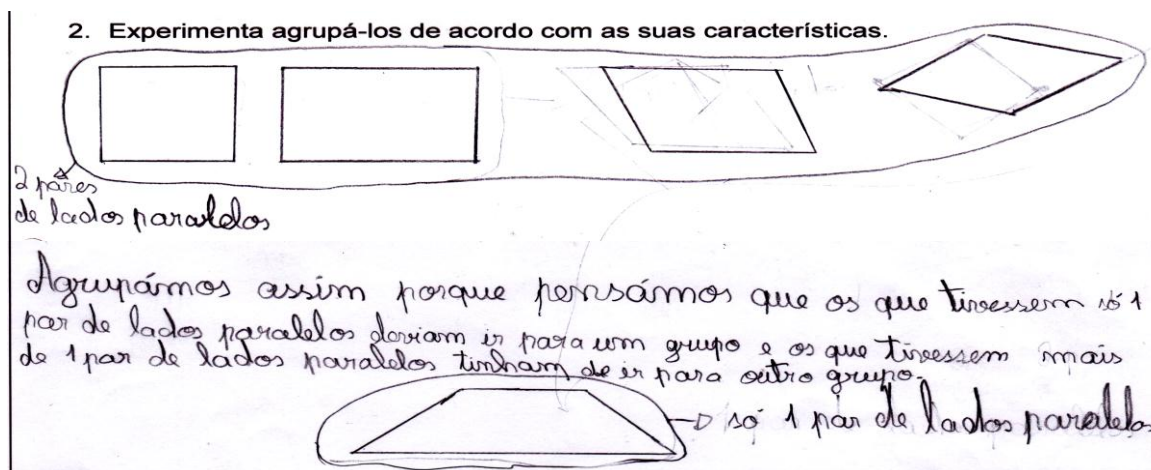 2. Experimenta agrupá-los de acordo com as suas características.
2 pares
de lados paralelos
Agrupámos assim porque pensámos que os que tivessem só 1
par de lados paralelos deviam ir para um grupo e os que tivessem mais
de 1 par de lados paralelos tinham de ir para outro grupo.
só 1 par de lados paralelos